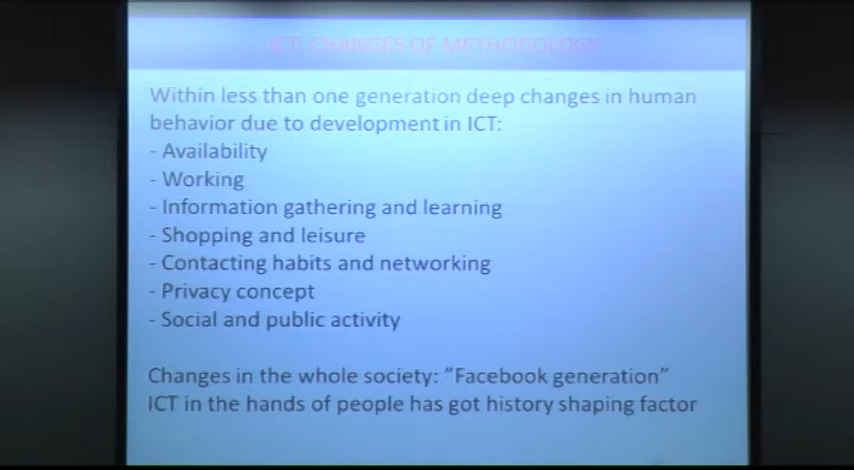 ICT: CHANGES OF METHODOLOGY
Within less than one generation deep changes in human
behavior due to development in ICT:
- Availability
- Working
- Information gathering and learning
- Shopping and leisure
- Contacting habits and networking
- Privacy concept
- Social and public activity
Changes in the whole society: ”Facebook generation”
ICT in the hands of people has got history shaping factor